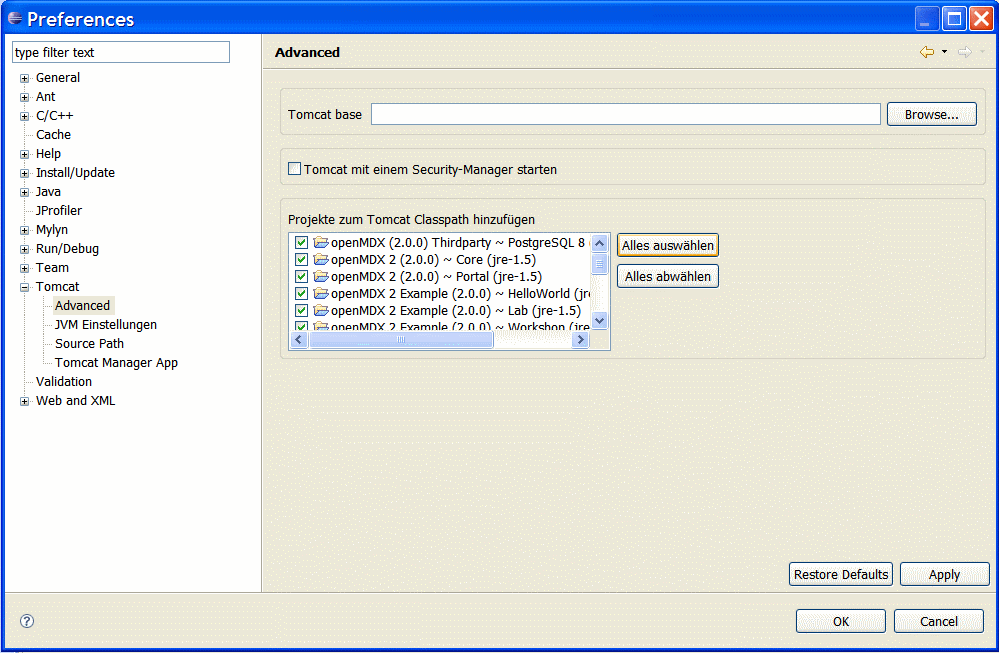 Preferences
type filter text
General
Ant
C/C++
Cache
Help
Install/Update
Java
JProfiler
Mylyn
Run/Debug
Team
Tomcat
Advanced
JVM Einstellungen
Source Path
Tomcat Manager App
Validation
Web and XML
Advanced
Tomcat base
Browse...
Tomcat mit einem Security-Manager starten
Projekte zum Tomcat Classpath hinzufügen
openMDX (2.0.0) Thirdparty ~ PostgreSQL 8 (
openMDX 2 (2.0.0) ~ Core (jre-1.5)
openMDX 2 (2.0.0) ~ Portal (jre-1.5)
openMDX 2 Example (2.0.0) ~ HelloWorld (jre
openMDX 2 Example (2.0.0) ~ Lab (jre-1.5)
openMDX 2 Example (2.0.0) ~ Workshop (jre
Alles auswählen
Alles abwählen
Restore Defaults
Apply
?
OK
Cancel